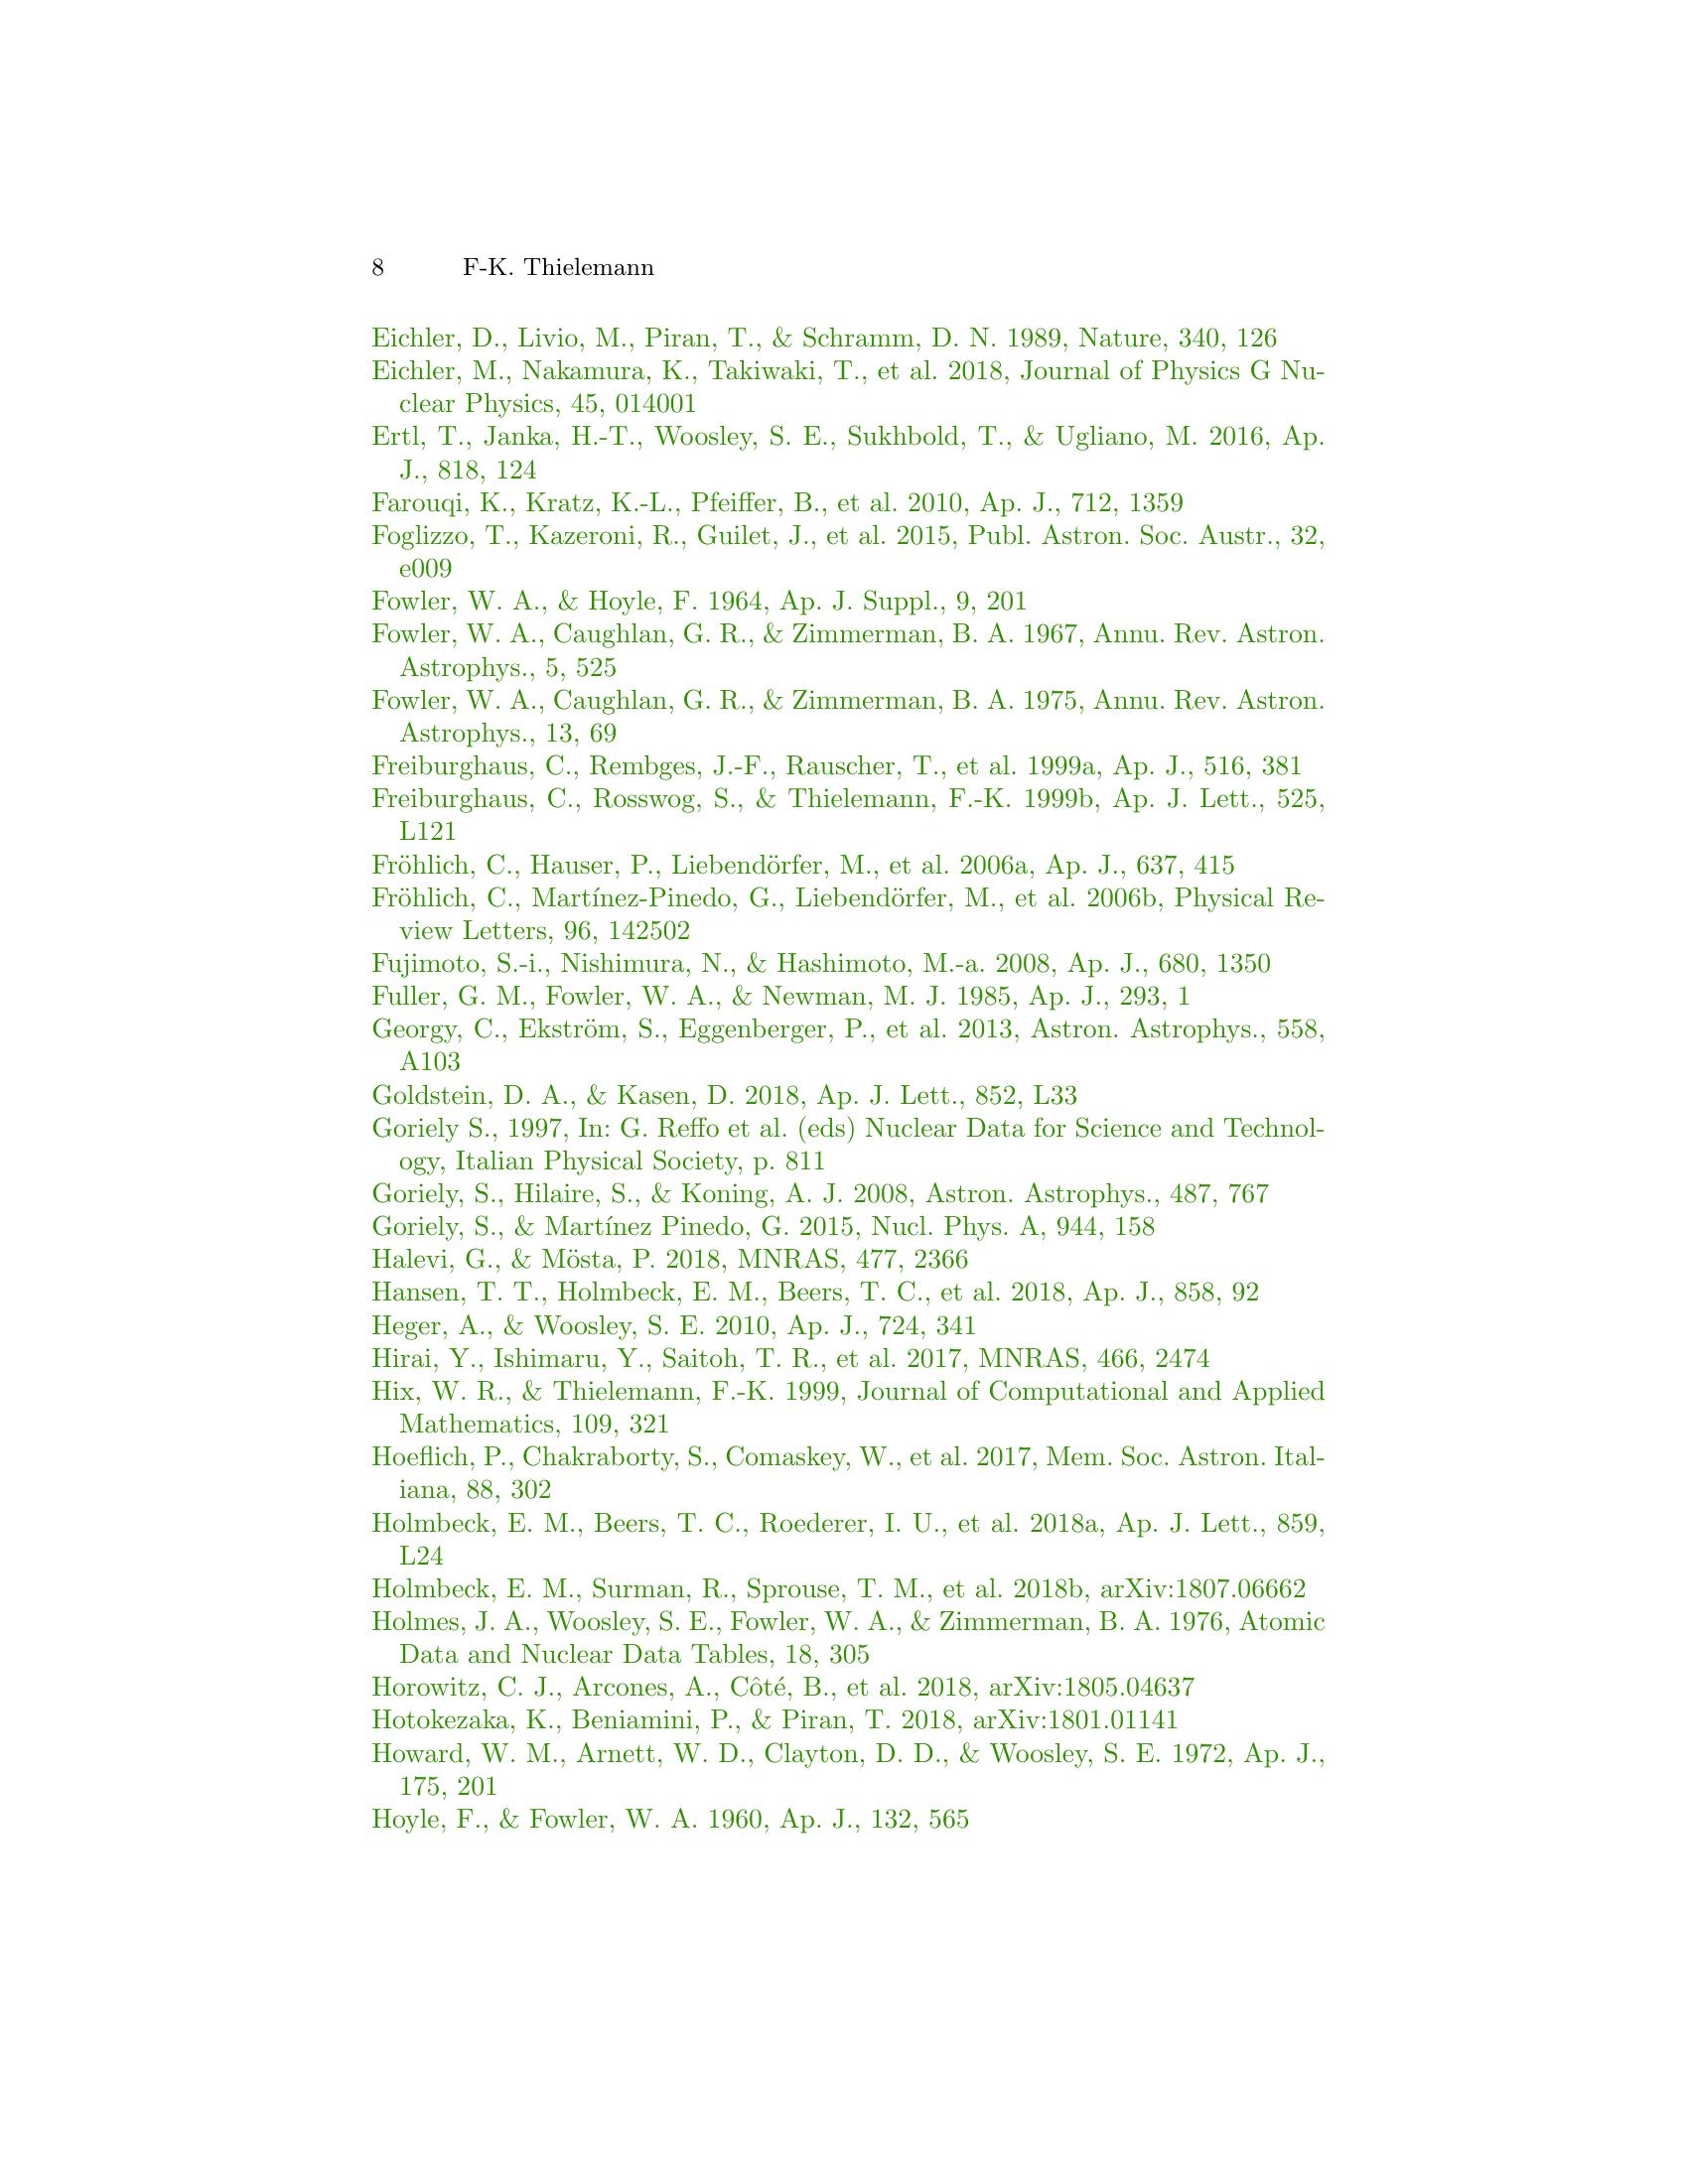 8 F-K. Thielemann
Eichler, D., Livio, M., Piran, T., & Schramm, D. N. 1989, Nature, 340, 126
Eichler, M., Nakamura, K., Takiwaki, T., et al. 2018, Journal of Physics G Nu-
clear Physics, 45, 014001
Ertl, T., Janka, H.-T., Woosley, S. E., Sukhbold, T., & Ugliano, M. 2016, Ap.
J., 818, 124
Farouqi, K., Kratz, K.-L., Pfeiffer, B., et al. 2010, Ap. J., 712, 1359
Foglizzo, T., Kazeroni, R., Guilet, J., et al. 2015, Publ. Astron. Soc. Austr., 32,
e009
Fowler, W. A., & Hoyle, F. 1964, Ap. J. Suppl., 9, 201
Fowler, W. A., Caughlan, G. R., & Zimmerman, B. A. 1967, Annu. Rev. Astron.
Astrophys., 5, 525
Fowler, W. A., Caughlan, G. R., & Zimmerman, B. A. 1975, Annu. Rev. Astron.
Astrophys., 13, 69
Freiburghaus, C., Rembges, J.-F., Rauscher, T., et al. 1999a, Ap. J., 516, 381
Freiburghaus, C., Rosswog, S., & Thielemann, F.-K. 1999b, Ap. J. Lett., 525,
L121
Fröhlich, C., Hauser, P., Liebendörfer, M., et al. 2006a, Ap. J., 637, 415
Fröhlich, C., Martínez-Pinedo, G., Liebendörfer, M., et al. 2006b, Physical Re-
view Letters, 96, 142502
Fujimoto, S.-i., Nishimura, N., & Hashimoto, M.-a. 2008, Ap. J., 680, 1350
Fuller, G. M., Fowler, W. A., & Newman, M. J. 1985, Ap. J., 293, 1
Georgy, C., Ekström, S., Eggenberger, P., et al. 2013, Astron. Astrophys., 558,
A103
Goldstein, D. A., & Kasen, D. 2018, Ap. J. Lett., 852, L33
Goriely S., 1997, In: G. Reffo et al. (eds) Nuclear Data for Science and Technol-
ogy, Italian Physical Society, p. 811
Goriely, S., Hilaire, S., & Koning, A. J. 2008, Astron. Astrophys., 487, 767
Goriely, S., & Martínez Pinedo, G. 2015, Nucl. Phys. A, 944, 158
Halevi, G., & Mösta, P. 2018, MNRAS, 477, 2366
Hansen, T. T., Holmbeck, E. M., Beers, T. C., et al. 2018, Ap. J., 858, 92
Heger, A., & Woosley, S. E. 2010, Ap. J., 724, 341
Hirai, Y., Ishimaru, Y., Saitoh, T. R., et al. 2017, MNRAS, 466, 2474
Hix, W. R., & Thielemann, F.-K. 1999, Journal of Computational and Applied
Mathematics, 109, 321
Hoeflich, P., Chakraborty, S., Comaskey, W., et al. 2017, Mem. Soc. Astron. Ital-
iana, 88, 302
Holmbeck, E. M., Beers, T. C., Roederer, I. U., et al. 2018a, Ap. J. Lett., 859,
L24
Holmbeck, E. M., Surman, R., Sprouse, T. M., et al. 2018b, arXiv:1807.06662
Holmes, J. A., Woosley, S. E., Fowler, W. A., & Zimmerman, B. A. 1976, Atomic
Data and Nuclear Data Tables, 18, 305
Horowitz, C. J., Arcones, A., Côté, B., et al. 2018, arXiv:1805.04637
Hotokezaka, K., Beniamini, P., & Piran, T. 2018, arXiv:1801.01141
Howard, W. M., Arnett, W. D., Clayton, D. D., & Woosley, S. E. 1972, Ap. J.,
175, 201
Hoyle, F., & Fowler, W. A. 1960, Ap. J., 132, 565